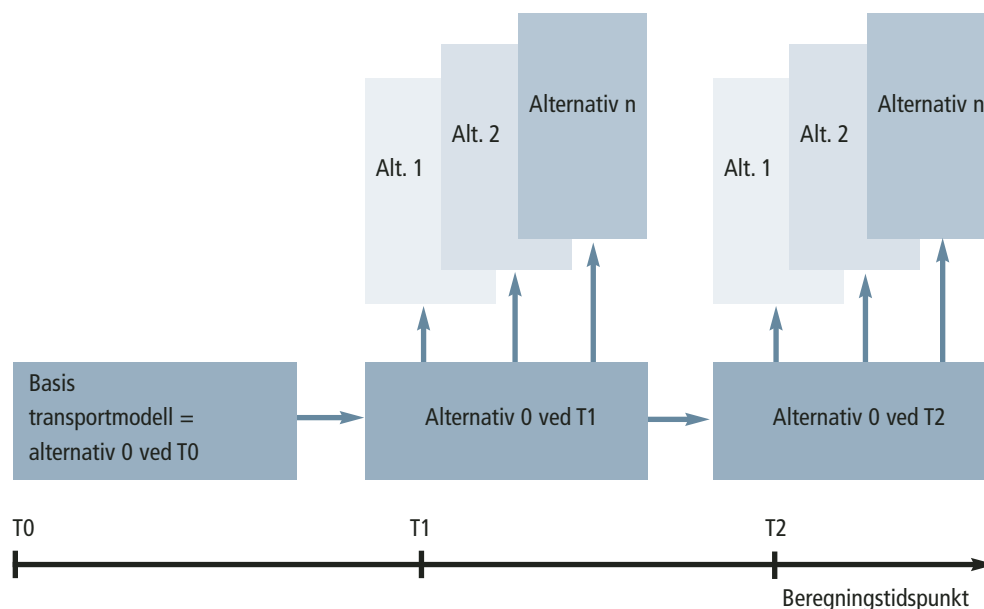 Alternativ n
Alt. 2
Alt. 1
Alternativ n
Alt. 2
Alt. 1
Basis
transportmodell =
alternativ 0 ved T0
Alternativ 0 ved T1
Alternativ 0 ved T2
T0
T1
T2
Beregningstidspunkt